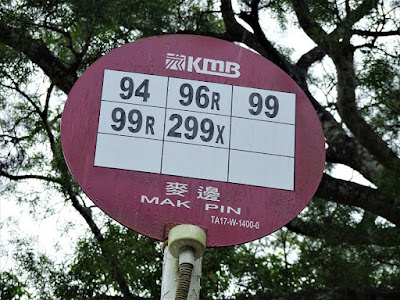 KMB
94 96R 99
99R 299X
麥邊
MAK PIN
TA17-W-1400-0